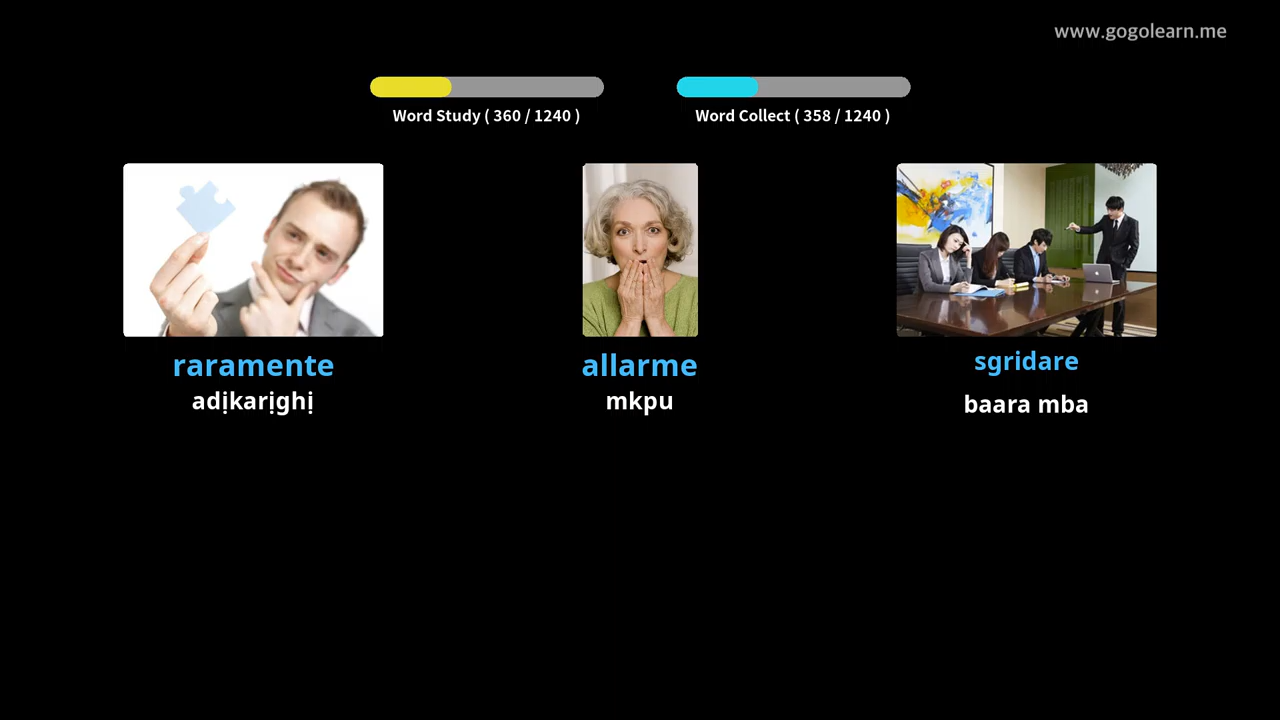 www.gogolearn.me
Word Study ( 360 / 1240 )
Word Collect ( 358 / 1240 )
raramente
adịkarịghị
allarme
mkpu
sgridare
baara mba